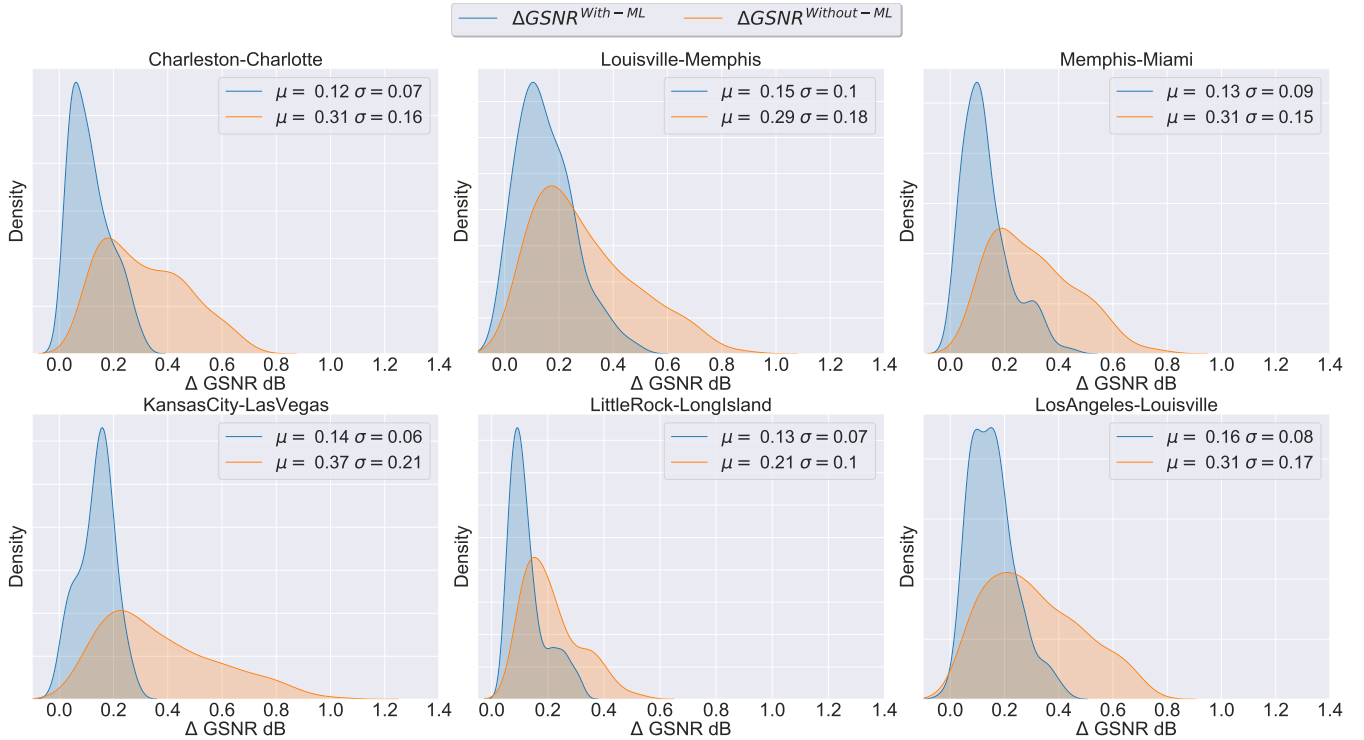 ΔGSNR^{With−ML} ΔGSNR^{Without−ML}
Charleston-Charlotte
μ = 0.12 σ = 0.07
μ = 0.31 σ = 0.16
Density
0.0 0.2 0.4 0.6 0.8 1.0 1.2 1.4
Δ GSNR dB
Louisville-Memphis
μ = 0.15 σ = 0.1
μ = 0.29 σ = 0.18
Density
0.0 0.2 0.4 0.6 0.8 1.0 1.2 1.4
Δ GSNR dB
Memphis-Miami
μ = 0.13 σ = 0.09
μ = 0.31 σ = 0.15
Density
0.0 0.2 0.4 0.6 0.8 1.0 1.2 1.4
Δ GSNR dB
KansasCity-LasVegas
μ = 0.14 σ = 0.06
μ = 0.37 σ = 0.21
Density
0.0 0.2 0.4 0.6 0.8 1.0 1.2 1.4
Δ GSNR dB
LittleRock-LongIsland
μ = 0.13 σ = 0.07
μ = 0.21 σ = 0.1
Density
0.0 0.2 0.4 0.6 0.8 1.0 1.2 1.4
Δ GSNR dB
LosAngeles-Louisville
μ = 0.16 σ = 0.08
μ = 0.31 σ = 0.17
Density
0.0 0.2 0.4 0.6 0.8 1.0 1.2 1.4
Δ GSNR dB